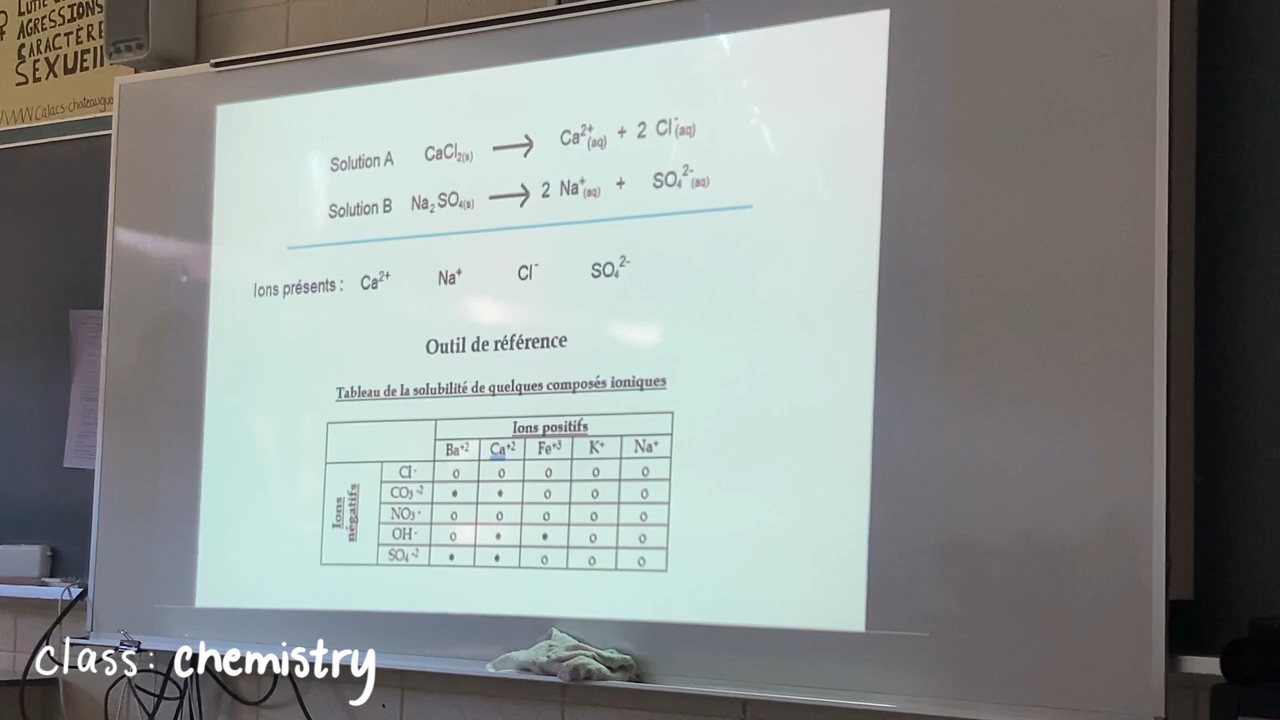 LUTTE
AGRESSIONS
CARACTÈRE
SEXUEL
Solution A CaCl₂₍ₛ₎ ⟶ Ca²⁺(aq) + 2 Cl⁻(aq)
Solution B Na₂SO₄₍ₛ₎ ⟶ 2 Na⁺(aq) + SO₄²⁻(aq)
Ions présents : Ca²⁺ Na⁺ Cl⁻ SO₄²⁻
Outil de référence
Tableau de la solubilité de quelques composés ioniques
Ions positifs
Ba⁺² Ca⁺² Fe⁺³ K⁺ Na⁺
Ions négatifs
Cl⁻ o o o o o
CO₃⁻² • • o o o
NO₃⁻ o o o o o
OH⁻ o • • o o
SO₄⁻² • • o o o
class: chemistry